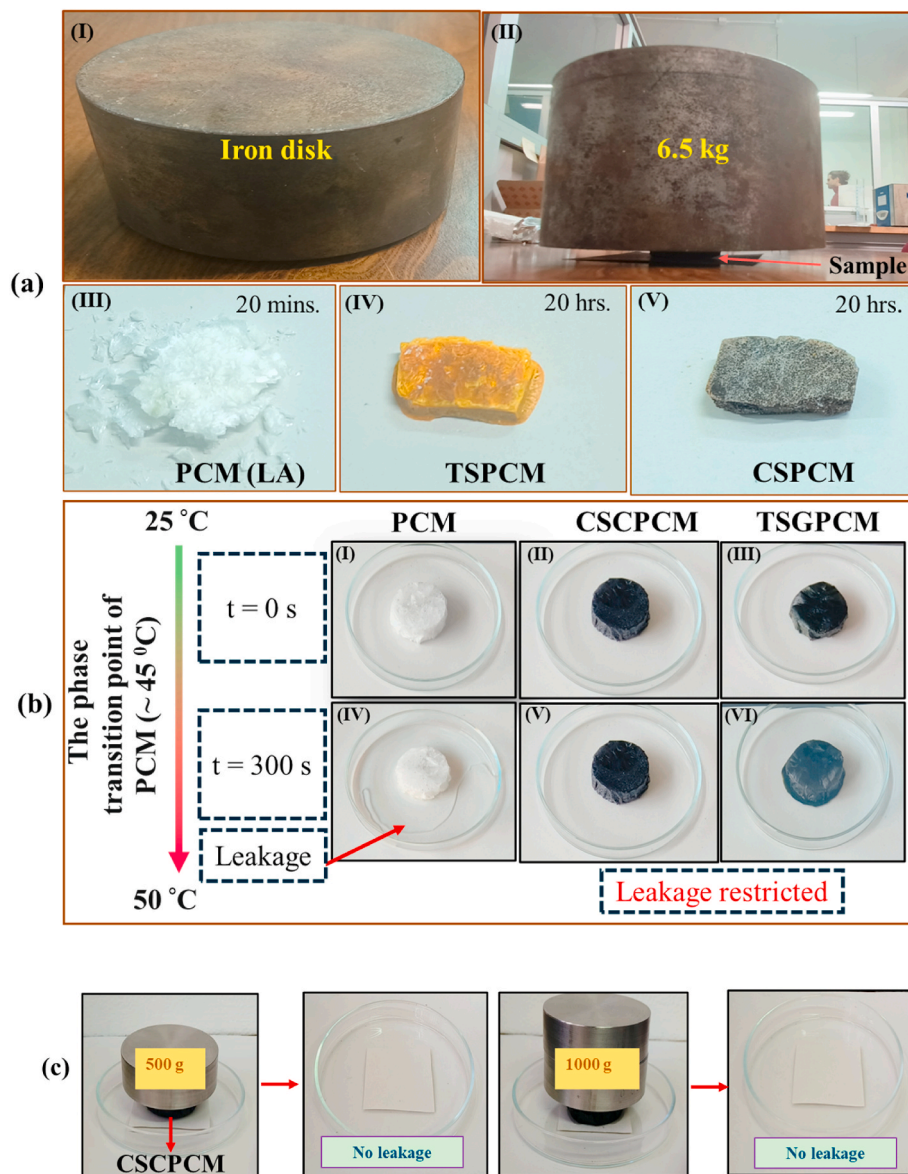 (I)
Iron disk
(II)
6.5 kg
Sample
(a)
(III)
20 mins.
PCM (LA)
(IV)
20 hrs.
TSPCM
(V)
20 hrs.
CSPCM
(b)
25 ˚C
The phase
transition point of
PCM (~ 45 ⁰C)
50 ˚C
PCM
CSCPCM
TSGPCM
t = 0 s
(I)
(II)
(III)
t = 300 s
(IV)
(V)
(VI)
Leakage
Leakage restricted
(c)
500 g
CSCPCM
No leakage
1000 g
No leakage